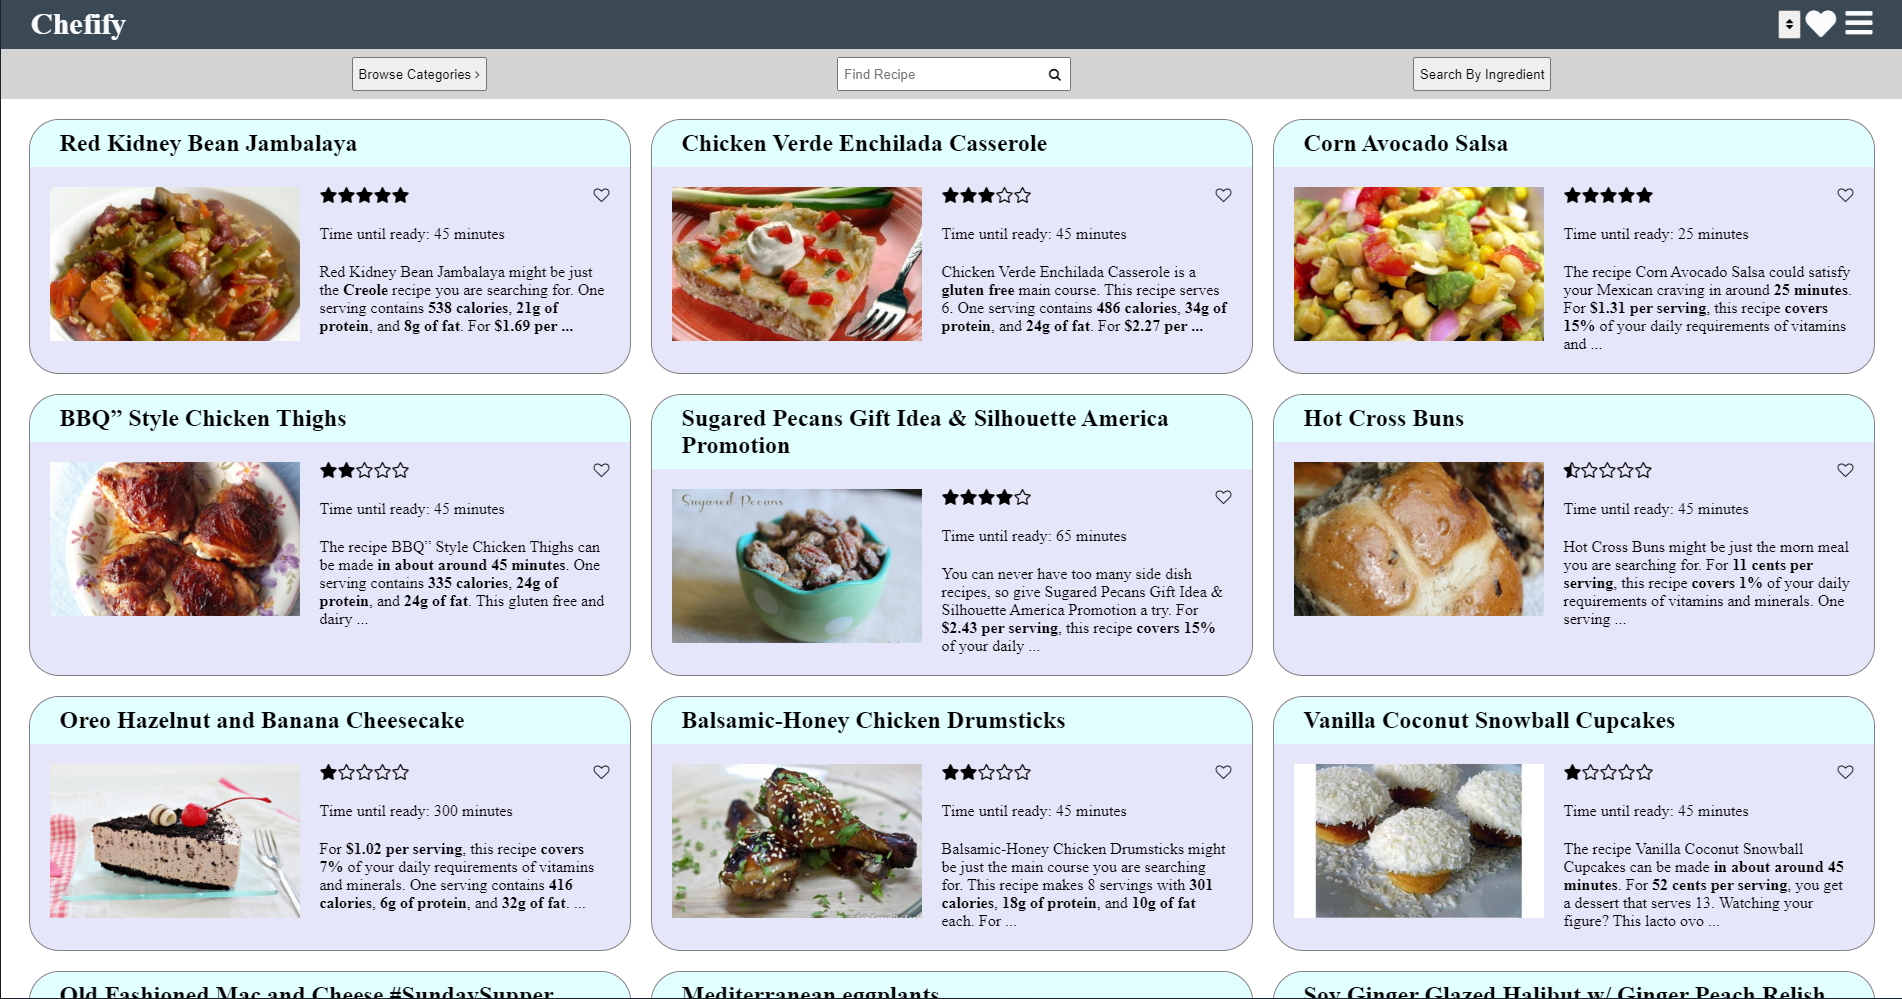 Chefify
Browse Categories ›
Find Recipe
Search By Ingredient
Red Kidney Bean Jambalaya
Time until ready: 45 minutes
Red Kidney Bean Jambalaya might be just
the Creole recipe you are searching for. One
serving contains 538 calories, 21g of
protein, and 8g of fat. For $1.69 per ...
Chicken Verde Enchilada Casserole
Time until ready: 45 minutes
Chicken Verde Enchilada Casserole is a
gluten free main course. This recipe serves
6. One serving contains 486 calories, 34g of
protein, and 24g of fat. For $2.27 per ...
Corn Avocado Salsa
Time until ready: 25 minutes
The recipe Corn Avocado Salsa could satisfy
your Mexican craving in around 25 minutes.
For $1.31 per serving, this recipe covers
15% of your daily requirements of vitamins
and ...
BBQ” Style Chicken Thighs
Time until ready: 45 minutes
The recipe BBQ” Style Chicken Thighs can
be made in about around 45 minutes. One
serving contains 335 calories, 24g of
protein, and 24g of fat. This gluten free and
dairy ...
Sugared Pecans Gift Idea & Silhouette America
Promotion
Sugared Pecans
Time until ready: 65 minutes
You can never have too many side dish
recipes, so give Sugared Pecans Gift Idea &
Silhouette America Promotion a try. For
$2.43 per serving, this recipe covers 15%
of your daily ...
Hot Cross Buns
Time until ready: 45 minutes
Hot Cross Buns might be just the morn meal
you are searching for. For 11 cents per
serving, this recipe covers 1% of your daily
requirements of vitamins and minerals. One
serving ...
Oreo Hazelnut and Banana Cheesecake
Time until ready: 300 minutes
For $1.02 per serving, this recipe covers
7% of your daily requirements of vitamins
and minerals. One serving contains 416
calories, 6g of protein, and 32g of fat. ...
Balsamic-Honey Chicken Drumsticks
Time until ready: 45 minutes
Balsamic-Honey Chicken Drumsticks might
be just the main course you are searching
for. This recipe makes 8 servings with 301
calories, 18g of protein, and 10g of fat
each. For ...
Vanilla Coconut Snowball Cupcakes
Time until ready: 45 minutes
The recipe Vanilla Coconut Snowball
Cupcakes can be made in about around 45
minutes. For 52 cents per serving, you get
a dessert that serves 13. Watching your
figure? This lacto ovo ...
Old Fashioned Mac and Cheese #SundaySupper
Mediterranean eggplants
Soy Ginger Glazed Halibut w/ Ginger Peach Relish